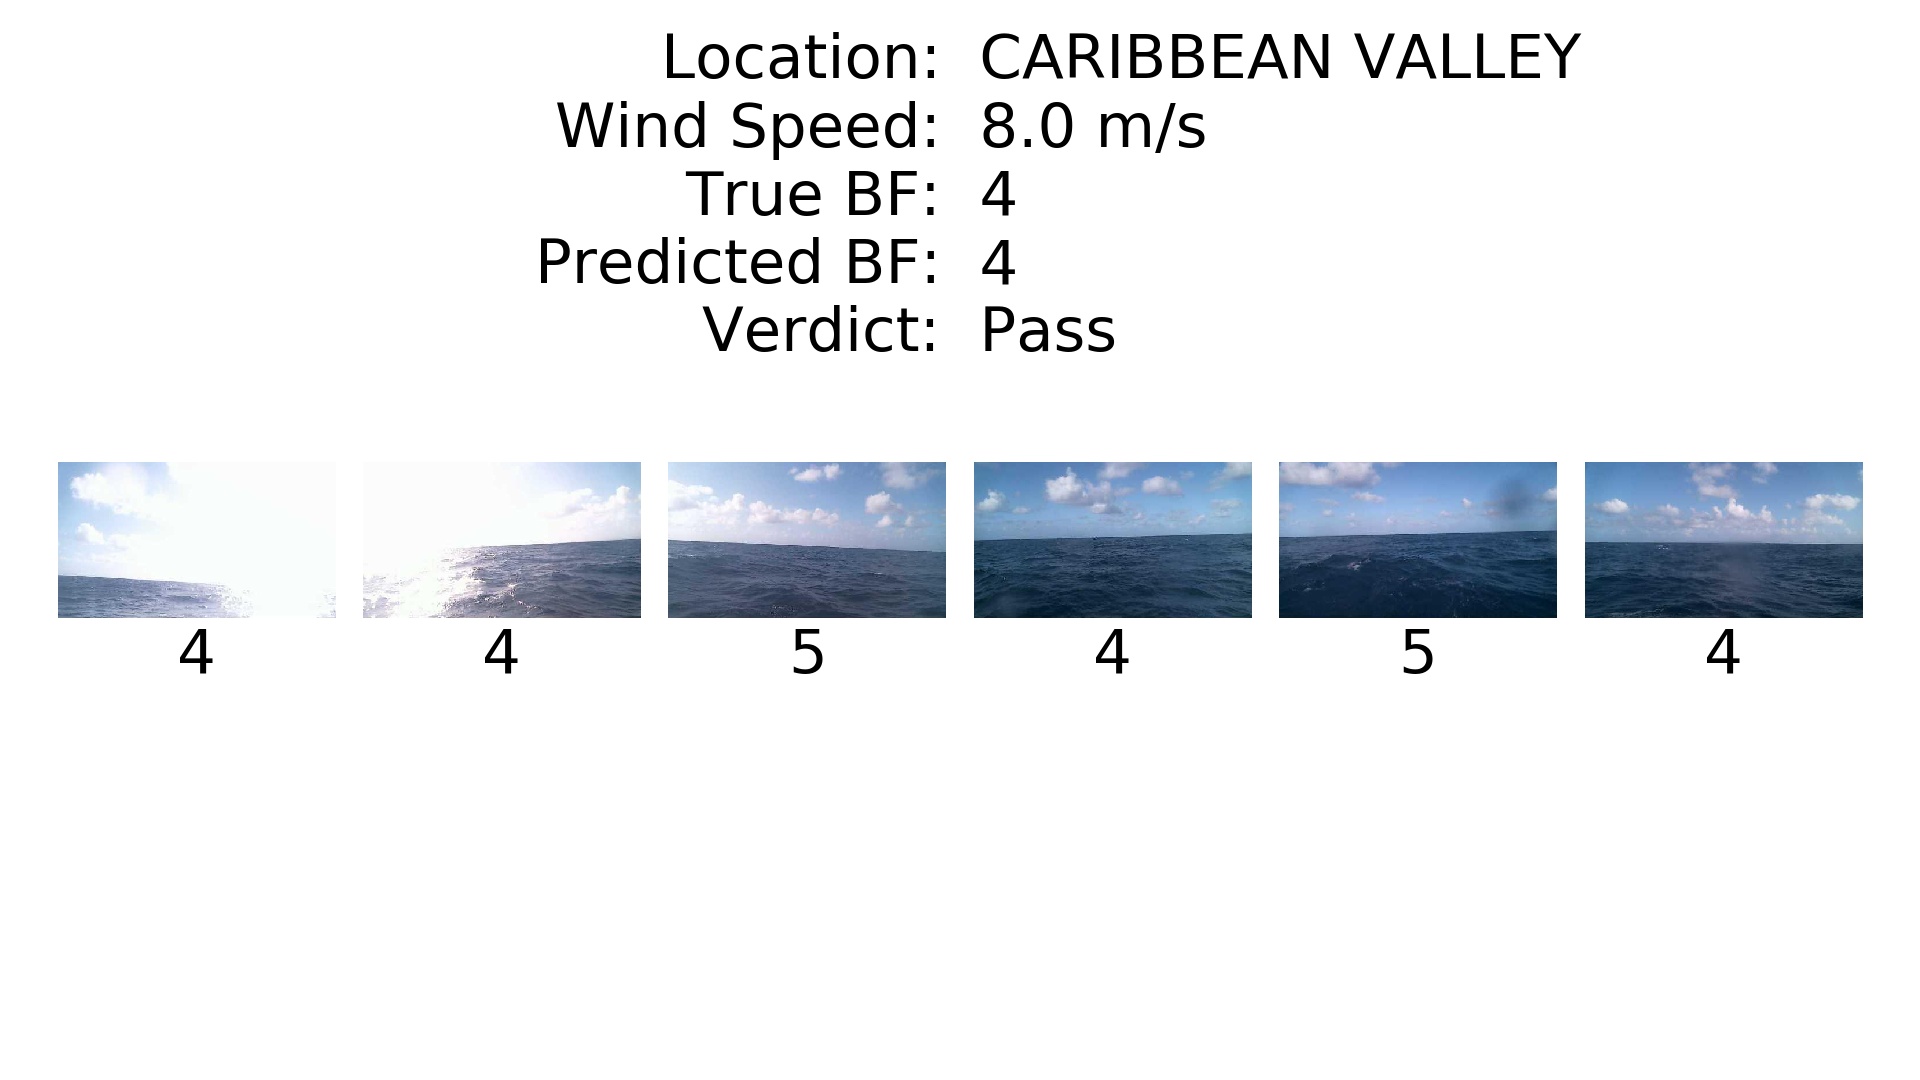 Location: CARIBBEAN VALLEY
Wind Speed: 8.0 m/s
True BF: 4
Predicted BF: 4
Verdict: Pass
4 4 5 4 5 4